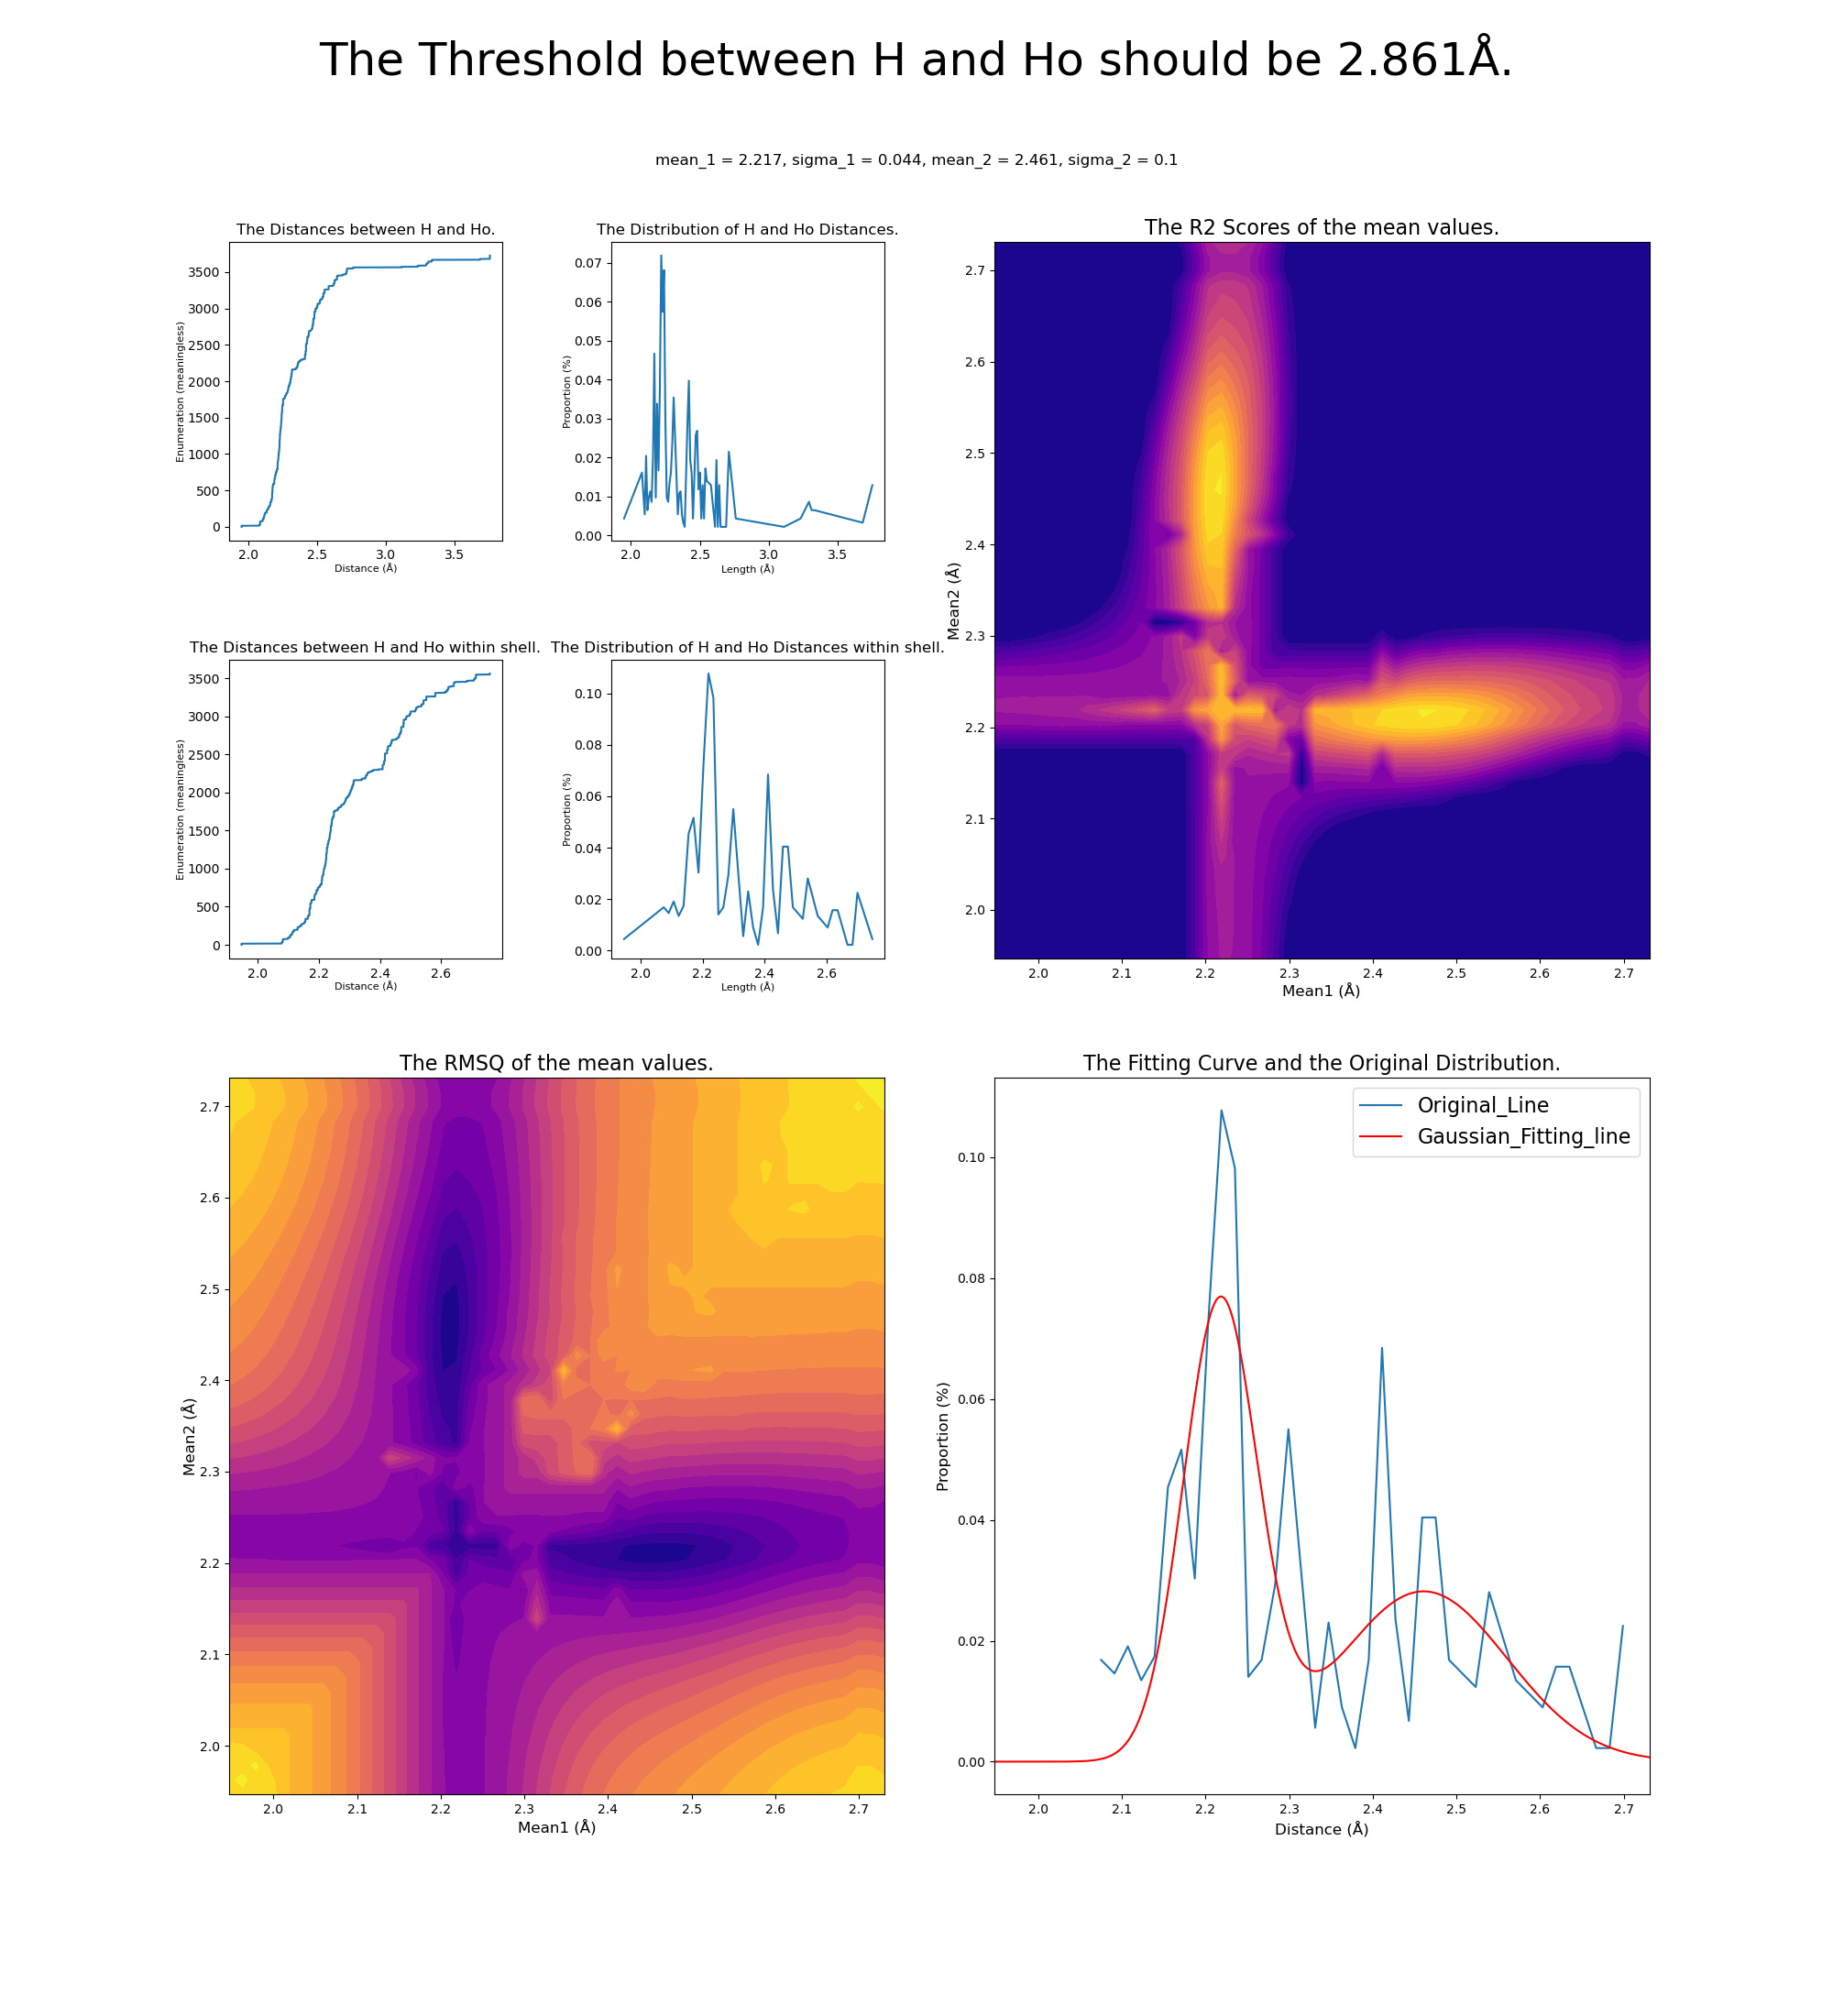 The Threshold between H and Ho should be 2.861Å.
mean_1 = 2.217, sigma_1 = 0.044, mean_2 = 2.461, sigma_2 = 0.1
The Distances between H and Ho.
3500
3000
2500
2000
1500
1000
500
0
Enumeration (meaningless)
2.0 2.5 3.0 3.5
Distance (Å)
The Distribution of H and Ho Distances.
0.07
0.06
0.05
0.04
0.03
0.02
0.01
0.00
Proportion (%)
2.0 2.5 3.0 3.5
Length (Å)
The R2 Scores of the mean values.
2.7
2.6
2.5
2.4
2.3
2.2
2.1
2.0
Mean2 (Å)
2.0 2.1 2.2 2.3 2.4 2.5 2.6 2.7
Mean1 (Å)
The Distances between H and Ho within shell.
3500
3000
2500
2000
1500
1000
500
0
Enumeration (meaningless)
2.0 2.2 2.4 2.6
Distance (Å)
The Distribution of H and Ho Distances within shell.
0.10
0.08
0.06
0.04
0.02
0.00
Proportion (%)
2.0 2.2 2.4 2.6
Length (Å)
The RMSQ of the mean values.
2.7
2.6
2.5
2.4
2.3
2.2
2.1
2.0
Mean2 (Å)
2.0 2.1 2.2 2.3 2.4 2.5 2.6 2.7
Mean1 (Å)
The Fitting Curve and the Original Distribution.
Original_Line
Gaussian_Fitting_line
0.10
0.08
0.06
0.04
0.02
0.00
Proportion (%)
2.0 2.1 2.2 2.3 2.4 2.5 2.6 2.7
Distance (Å)